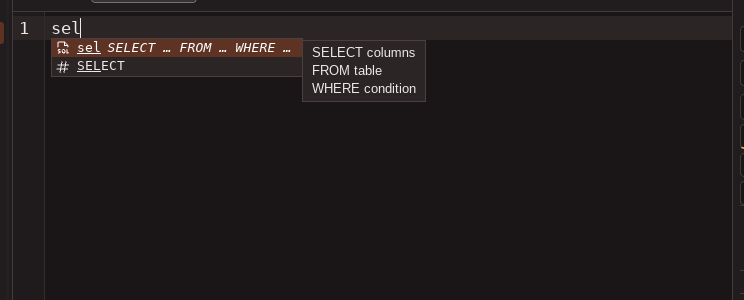 1 sel
sel SELECT … FROM … WHERE …
SELECT
SELECT columns
FROM table
WHERE condition